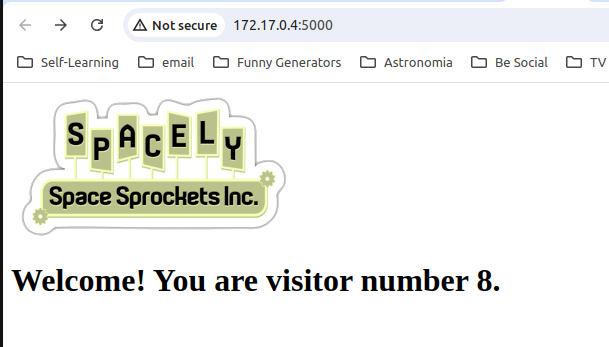 Not secure 172.17.0.4:5000
Self-Learning email Funny Generators Astronomia Be Social TV
SPACELY
Space Sprockets Inc.
Welcome! You are visitor number 8.